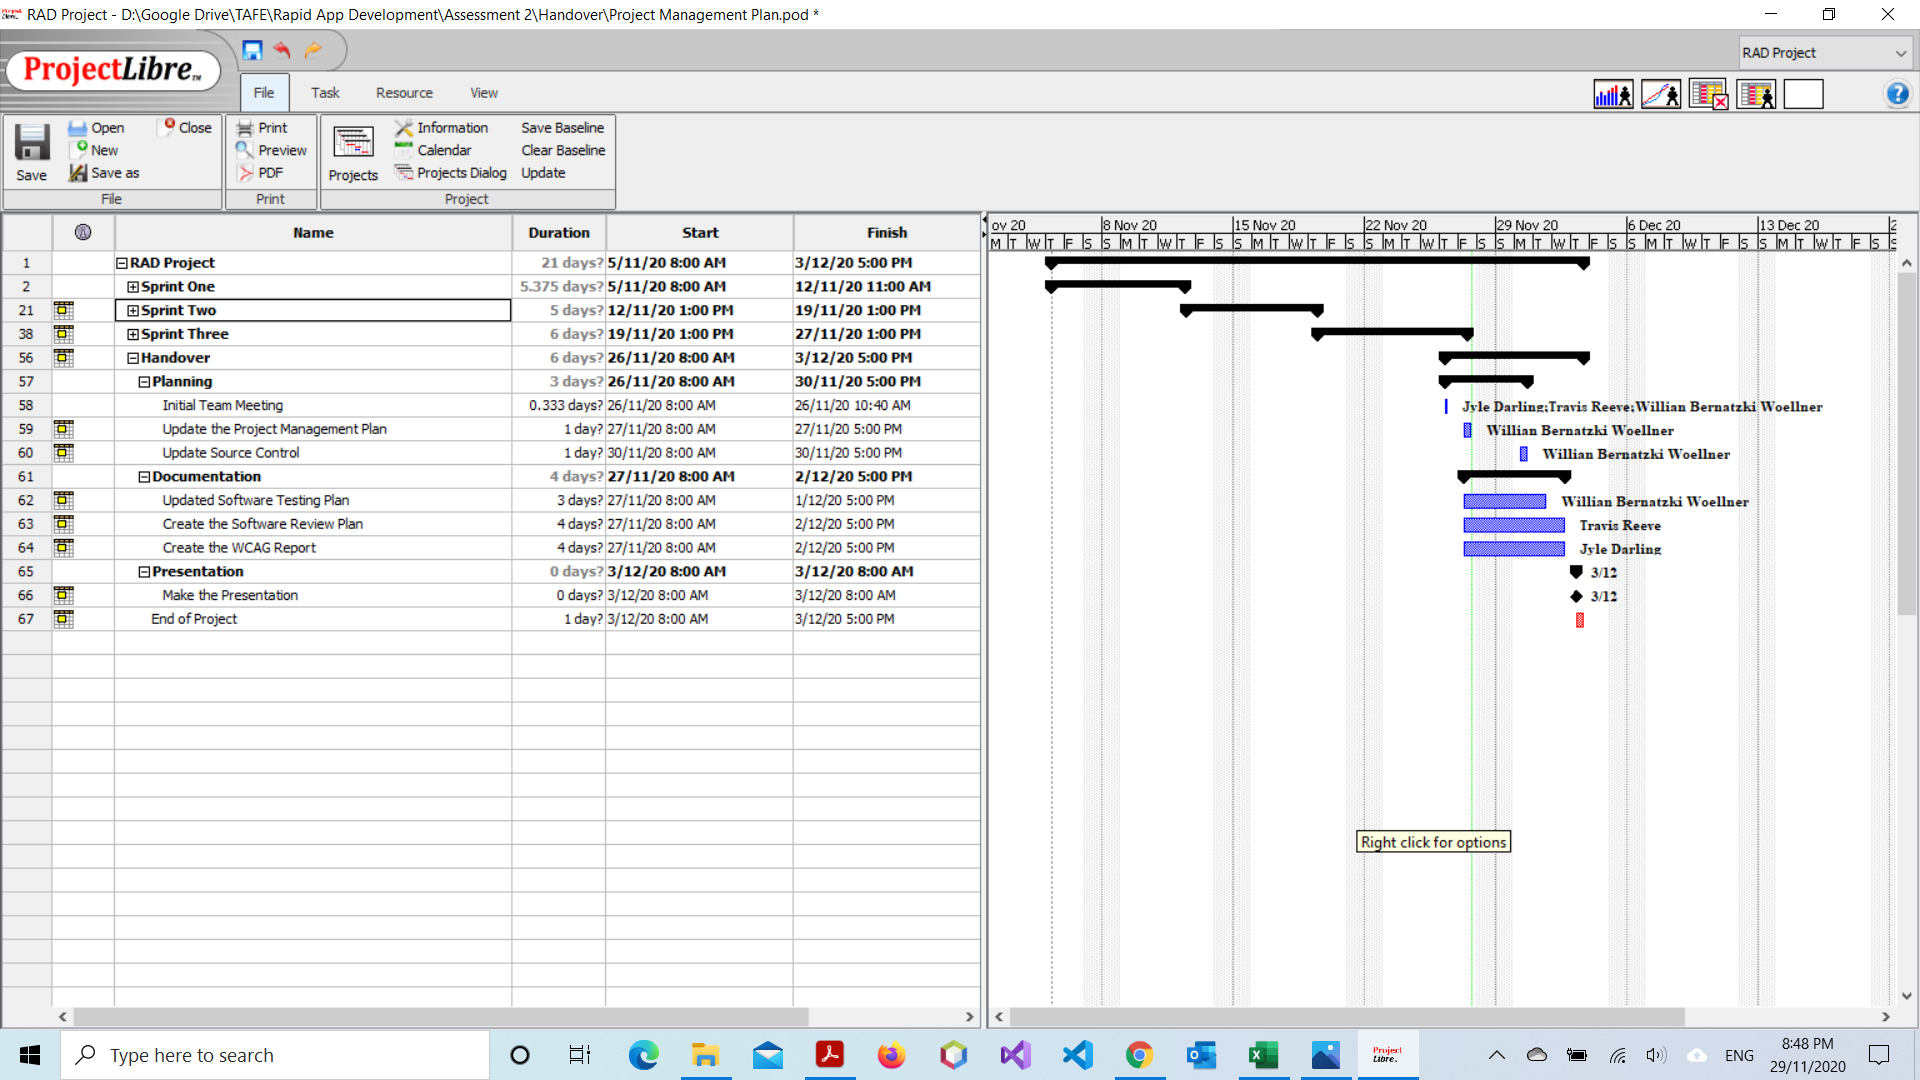 RAD Project - D:\Google Drive\TAFE\Rapid App Development\Assessment 2\Handover\Project Management Plan.pod *
ProjectLibre
RAD Project
File Task Resource View
Save Open New Save as Close
File
Print Preview PDF
Print
Projects Information Calendar Projects Dialog
Save Baseline Clear Baseline Update
Project
Name Duration Start Finish
1 RAD Project 21 days? 5/11/20 8:00 AM 3/12/20 5:00 PM
2 Sprint One 5.375 days? 5/11/20 8:00 AM 12/11/20 11:00 AM
21 Sprint Two 5 days? 12/11/20 1:00 PM 19/11/20 1:00 PM
38 Sprint Three 6 days? 19/11/20 1:00 PM 27/11/20 1:00 PM
56 Handover 6 days? 26/11/20 8:00 AM 3/12/20 5:00 PM
57 Planning 3 days? 26/11/20 8:00 AM 30/11/20 5:00 PM
58 Initial Team Meeting 0.333 days? 26/11/20 8:00 AM 26/11/20 10:40 AM
59 Update the Project Management Plan 1 day? 27/11/20 8:00 AM 27/11/20 5:00 PM
60 Update Source Control 1 day? 30/11/20 8:00 AM 30/11/20 5:00 PM
61 Documentation 4 days? 27/11/20 8:00 AM 2/12/20 5:00 PM
62 Updated Software Testing Plan 3 days? 27/11/20 8:00 AM 1/12/20 5:00 PM
63 Create the Software Review Plan 4 days? 27/11/20 8:00 AM 2/12/20 5:00 PM
64 Create the WCAG Report 4 days? 27/11/20 8:00 AM 2/12/20 5:00 PM
65 Presentation 0 days? 3/12/20 8:00 AM 3/12/20 8:00 AM
66 Make the Presentation 0 days? 3/12/20 8:00 AM 3/12/20 8:00 AM
67 End of Project 1 day? 3/12/20 8:00 AM 3/12/20 5:00 PM
ov 20 8 Nov 20 15 Nov 20 22 Nov 20 29 Nov 20 6 Dec 20 13 Dec 20 2
M T W T F S S M T W T F S S M T W T F S S M T W T F S S M T W T F S S M T W T F S S M T W T F S S
Jyle Darling;Travis Reeve;Willian Bernatzki Woellner
Willian Bernatzki Woellner
Willian Bernatzki Woellner
Willian Bernatzki Woellner
Travis Reeve
Jyle Darling
3/12
3/12
Right click for options
Type here to search
Project Libre
ENG
8:48 PM
29/11/2020